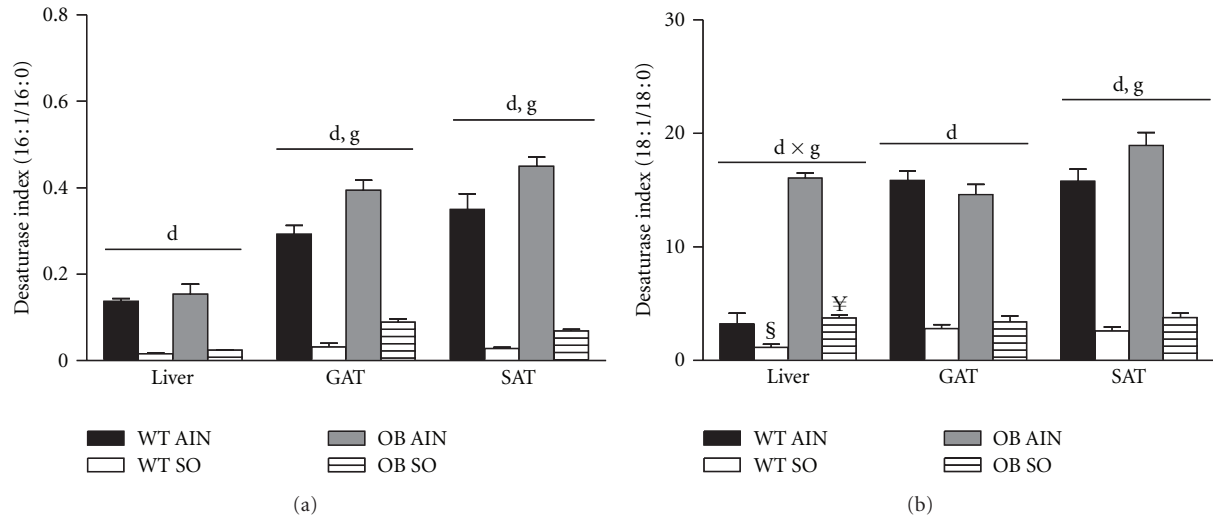 0.8
0.6
0.4
0.2
0
Desaturase index (16:1/16:0)
d
d, g
d, g
Liver
GAT
SAT
WT AIN
OB AIN
WT SO
OB SO
(a)
30
20
10
0
Desaturase index (18:1/18:0)
d × g
d
d, g
§
¥
Liver
GAT
SAT
WT AIN
OB AIN
WT SO
OB SO
(b)